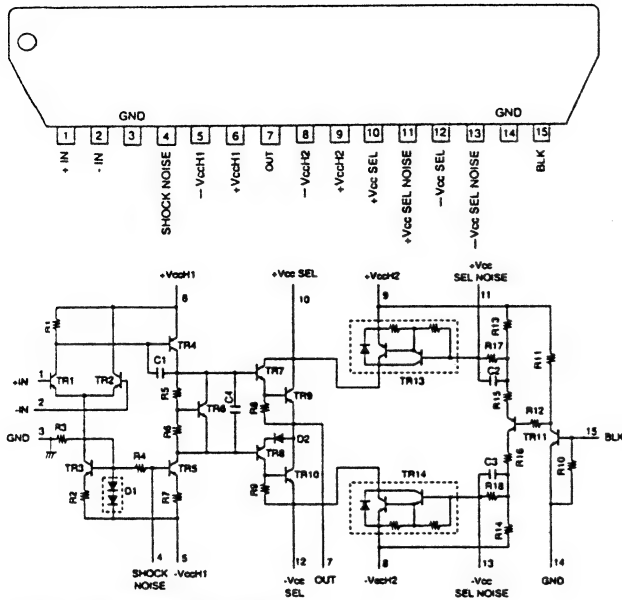 GND GND
1 2 3 4 5 6 7 8 9 10 11 12 13 14 15
+ IN
- IN
SHOCK NOISE
- VccH1
+VccH1
OUT
- VccH2
+VccH2
+Vcc SEL
+Vcc SEL NOISE
- Vcc SEL
- Vcc SEL NOISE
BLK
+VccH1
6
+Vcc SEL
10
+VccH2
9
+Vcc
SEL NOISE
11
R1
TR4
C1
R13
R11
R17
C2
+IN 1 TR1 TR2
R5
TR6
C4
TR7
R8
TR9
TR13
R15
R12
-IN 2
GND 3 R3
R6
D2
TR8
TR11
15 BLK
R16
R10
TR3
R4
TR5
TR10
TR14
C3
R2
D1
R7
R9
R18
R14
4
SHOCK
NOISE
5
-VccH1
12
-Vcc
SEL
7
OUT
8
-VccH2
13
-Vcc
SEL NOISE
14
GND